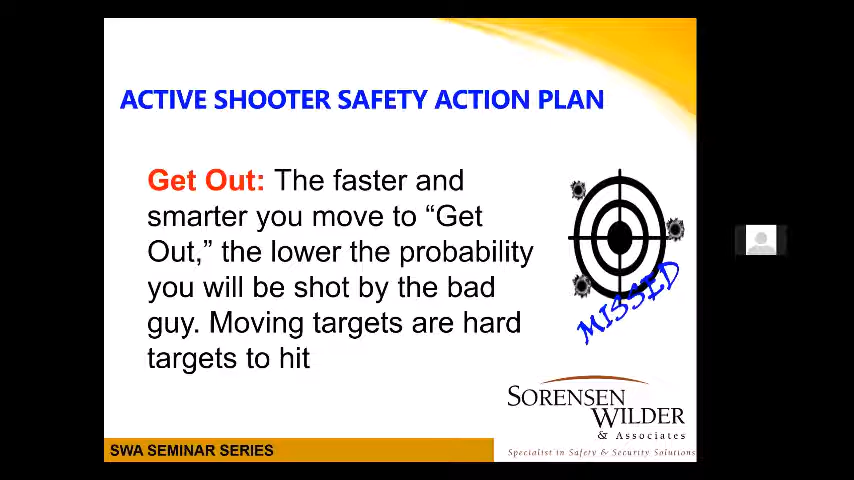 ACTIVE SHOOTER SAFETY ACTION PLAN
Get Out: The faster and
smarter you move to “Get
Out,” the lower the probability
you will be shot by the bad
guy. Moving targets are hard
targets to hit
MISSED
SORENSEN
WILDER
& Associates
Specialist in Safety & Security Solutions
SWA SEMINAR SERIES